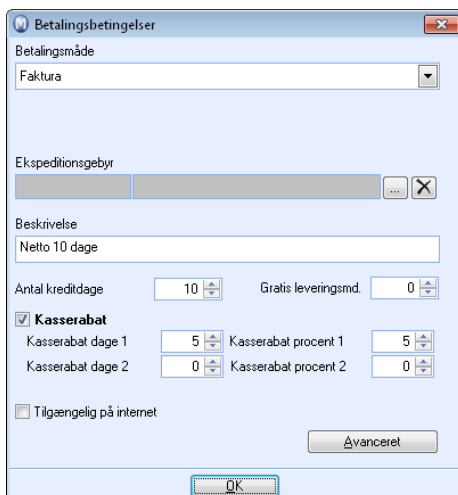 Betalingsbetingelser
Betalingsmåde
Faktura
Ekspeditionsgebyr
...
Beskrivelse
Netto 10 dage
Antal kreditdage 10 Gratis leveringsmd. 0
Kasserabat
Kasserabat dage 1 5 Kasserabat procent 1 5
Kasserabat dage 2 0 Kasserabat procent 2 0
Tilgængelig på internet
Avanceret
OK